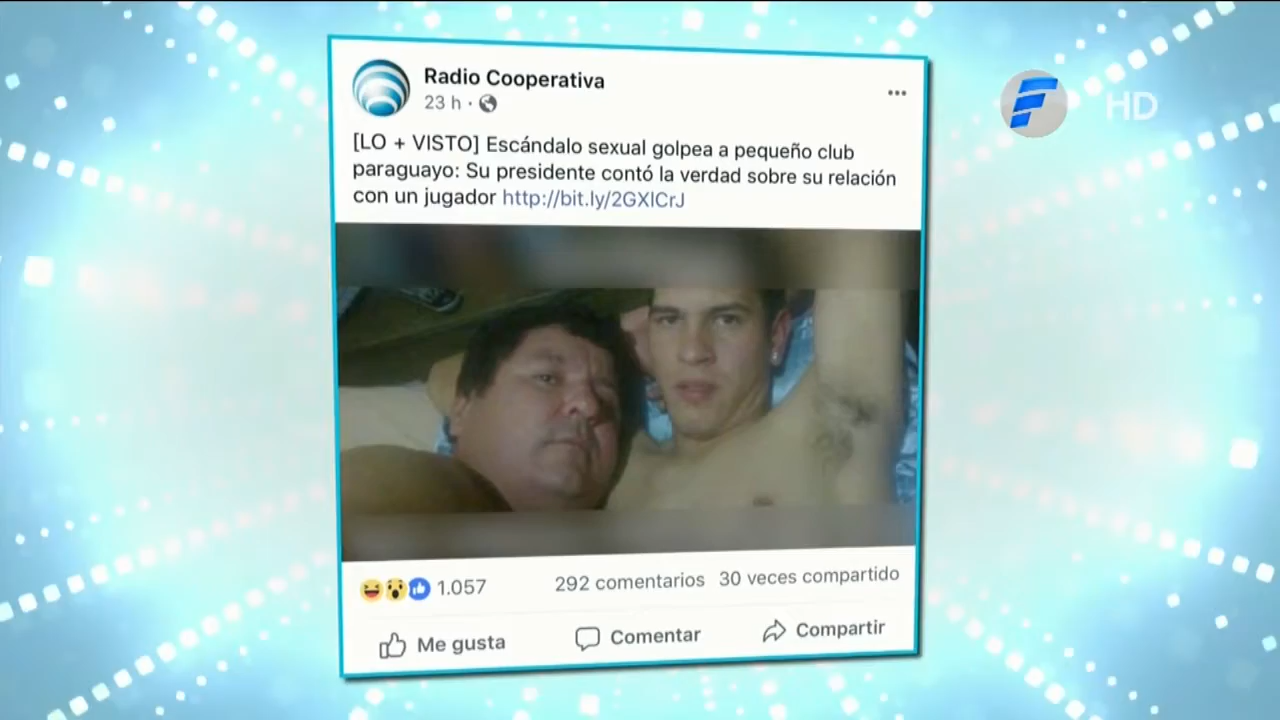 Radio Cooperativa
23 h ·
[LO + VISTO] Escándalo sexual golpea a pequeño club
paraguayo: Su presidente contó la verdad sobre su relación
con un jugador http://bit.ly/2GXlCrJ
HD
1.057
292 comentarios 30 veces compartido
Me gusta
Comentar
Compartir